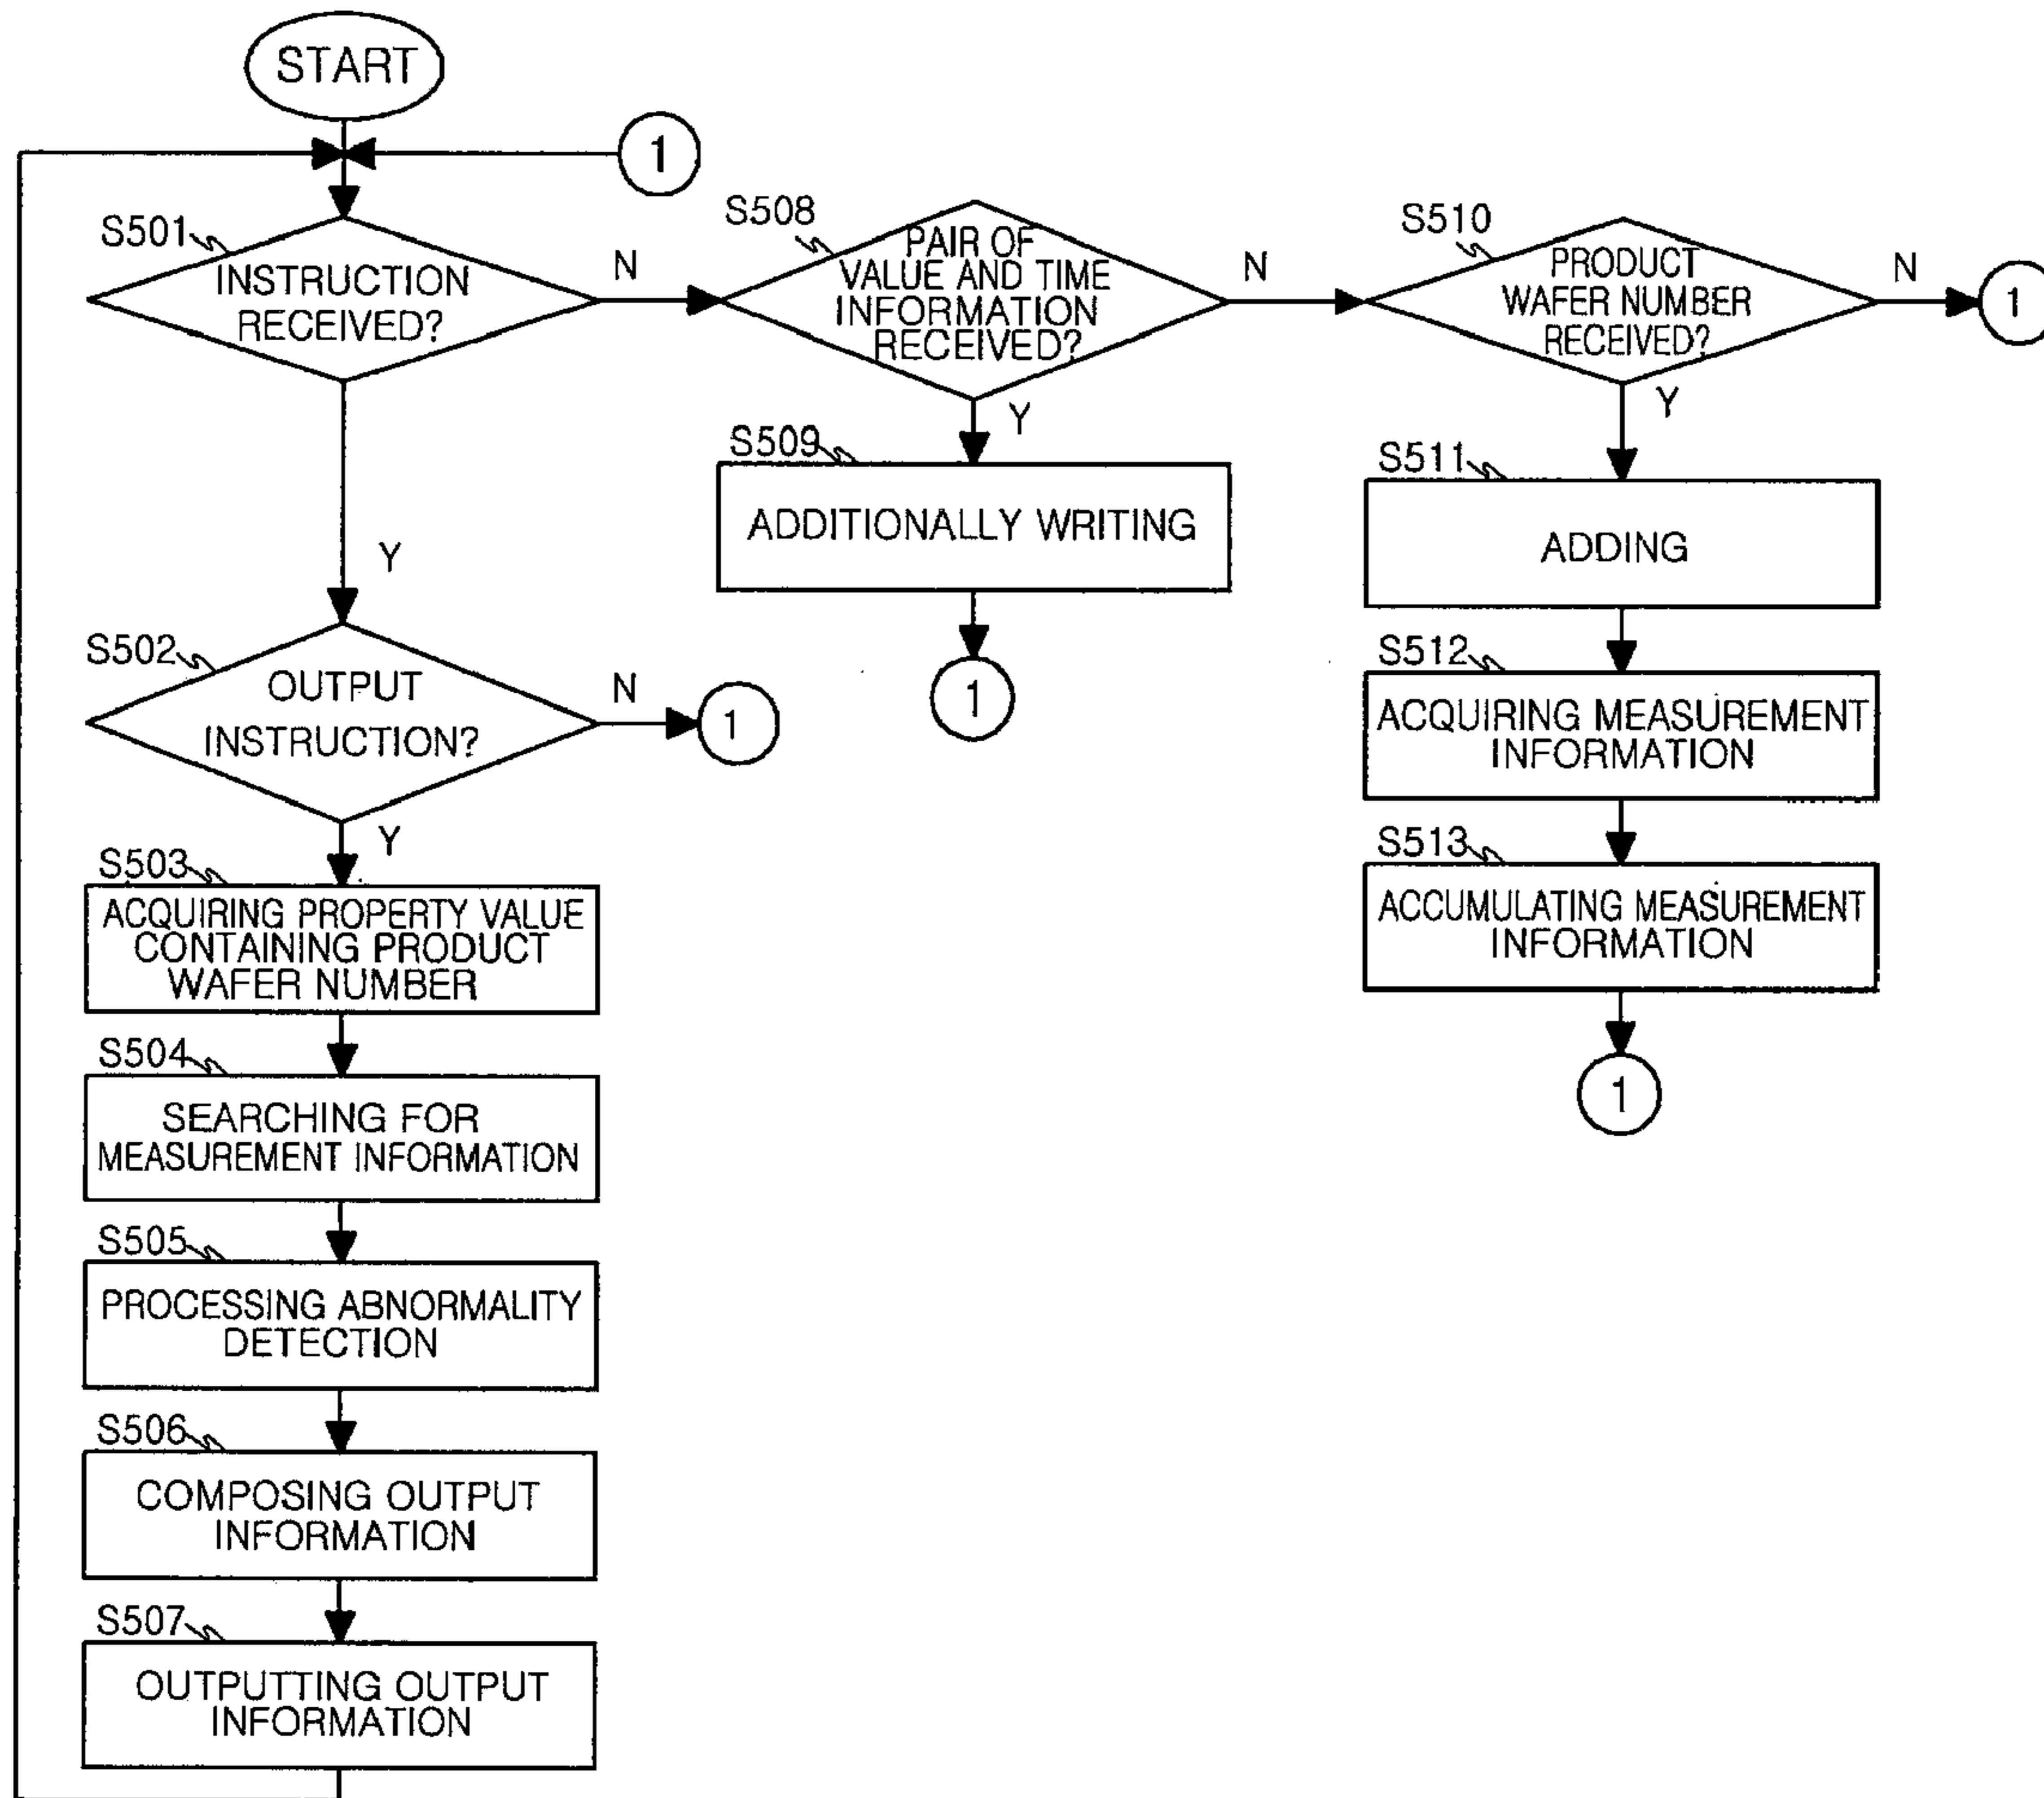 START
1
S501
INSTRUCTION
RECEIVED?
N
Y
S508
PAIR OF
VALUE AND TIME
INFORMATION
RECEIVED?
N
Y
S510
PRODUCT
WAFER NUMBER
RECEIVED?
N
1
Y
S509
ADDITIONALLY WRITING
1
S511
ADDING
S512
ACQUIRING MEASUREMENT
INFORMATION
S513
ACCUMULATING MEASUREMENT
INFORMATION
1
S502
OUTPUT
INSTRUCTION?
N
1
Y
S503
ACQUIRING PROPERTY VALUE
CONTAINING PRODUCT
WAFER NUMBER
S504
SEARCHING FOR
MEASUREMENT INFORMATION
S505
PROCESSING ABNORMALITY
DETECTION
S506
COMPOSING OUTPUT
INFORMATION
S507
OUTPUTTING OUTPUT
INFORMATION